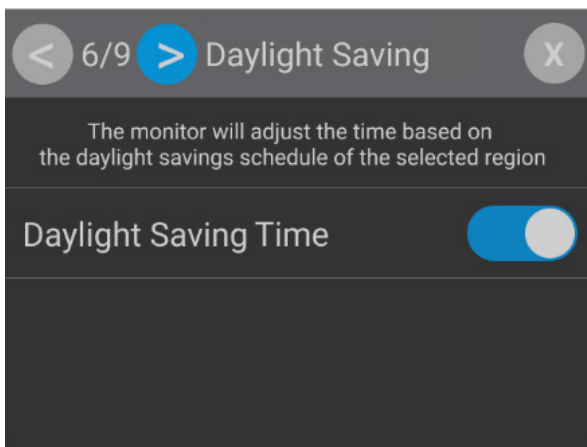 < 6/9 > Daylight Saving X
The monitor will adjust the time based on
the daylight savings schedule of the selected region
Daylight Saving Time